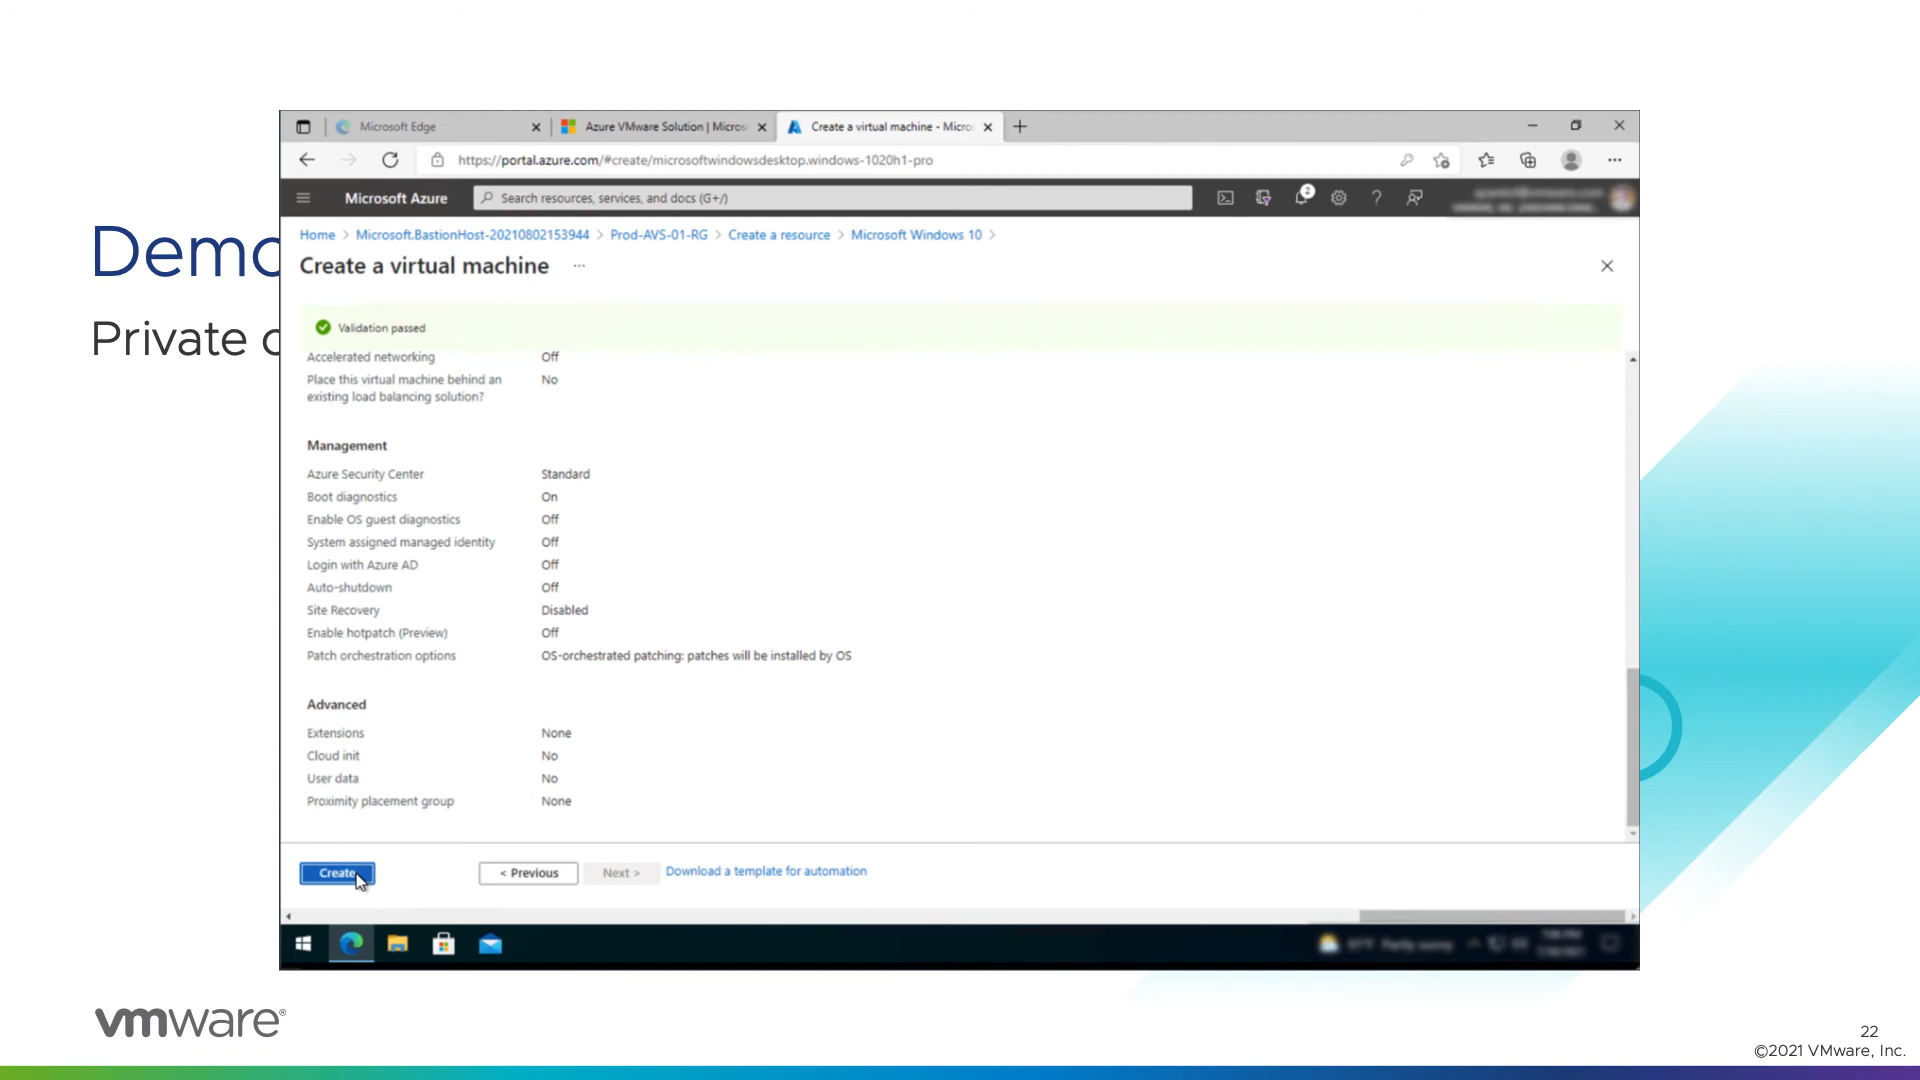 Microsoft Edge
Azure VMware Solution | Micros
Create a virtual machine - Micro
https://portal.azure.com/#create/microsoftwindowsdesktop.windows-1020h1-pro
Microsoft Azure
Search resources, services, and docs (G+/)
2
Home > Microsoft.BastionHost-20210802153944 > Prod-AVS-01-RG > Create a resource > Microsoft Windows 10 >
Demo
Create a virtual machine ...
Private c
Validation passed
Accelerated networking Off
Place this virtual machine behind an No
existing load balancing solution?
Management
Azure Security Center Standard
Boot diagnostics On
Enable OS guest diagnostics Off
System assigned managed identity Off
Login with Azure AD Off
Auto-shutdown Off
Site Recovery Disabled
Enable hotpatch (Preview) Off
Patch orchestration options OS-orchestrated patching: patches will be installed by OS
Advanced
Extensions None
Cloud init No
User data No
Proximity placement group None
Create
< Previous
Next >
Download a template for automation
vmware®
22
©2021 VMware, Inc.